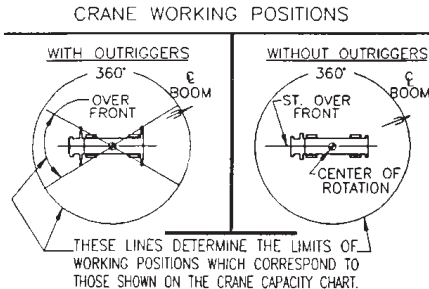 CRANE WORKING POSITIONS
WITH OUTRIGGERS
360°
℄
BOOM
OVER
FRONT
WITHOUT OUTRIGGERS
360°
℄
BOOM
ST. OVER
FRONT
CENTER OF
ROTATION
THESE LINES DETERMINE THE LIMITS OF
WORKING POSITIONS WHICH CORRESPOND TO
THOSE SHOWN ON THE CRANE CAPACITY CHART.